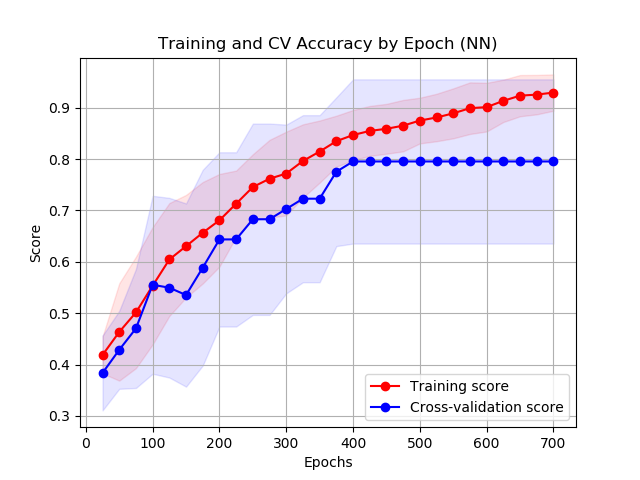 Training and CV Accuracy by Epoch (NN)
0.9
0.8
0.7
0.6
0.5
0.4
0.3
Score
0 100 200 300 400 500 600 700
Epochs
Training score
Cross-validation score